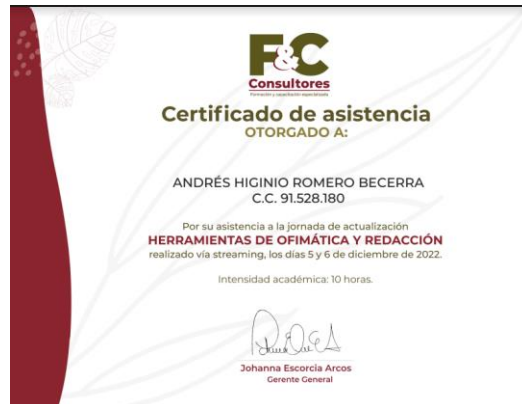 F&C
Consultores
Formación y capacitación especializada
Certificado de asistencia
OTORGADO A:
ANDRÉS HIGINIO ROMERO BECERRA
C.C. 91.528.180
Por su asistencia a la jornada de actualización
HERRAMIENTAS DE OFIMÁTICA Y REDACCIÓN
realizado vía streaming, los días 5 y 6 de diciembre de 2022.
Intensidad académica: 10 horas.
Johanna Escorcia Arcos
Gerente General